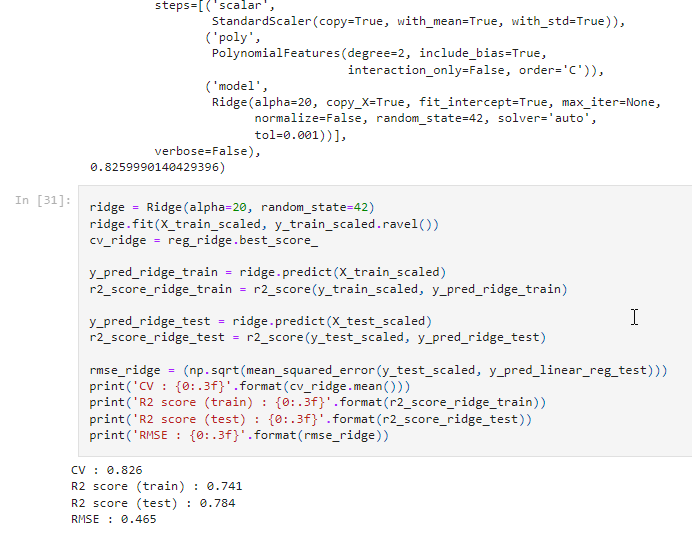 steps=[('scalar',
StandardScaler(copy=True, with_mean=True, with_std=True)),
('poly',
PolynomialFeatures(degree=2, include_bias=True,
interaction_only=False, order='C')),
('model',
Ridge(alpha=20, copy_X=True, fit_intercept=True, max_iter=None,
normalize=False, random_state=42, solver='auto',
tol=0.001))],
verbose=False),
0.8259990140429396)
In [31]:
ridge = Ridge(alpha=20, random_state=42)
ridge.fit(X_train_scaled, y_train_scaled.ravel())
cv_ridge = reg_ridge.best_score_
y_pred_ridge_train = ridge.predict(X_train_scaled)
r2_score_ridge_train = r2_score(y_train_scaled, y_pred_ridge_train)
y_pred_ridge_test = ridge.predict(X_test_scaled)
r2_score_ridge_test = r2_score(y_test_scaled, y_pred_ridge_test)
rmse_ridge = (np.sqrt(mean_squared_error(y_test_scaled, y_pred_linear_reg_test)))
print('CV : {0:.3f}'.format(cv_ridge.mean()))
print('R2 score (train) : {0:.3f}'.format(r2_score_ridge_train))
print('R2 score (test) : {0:.3f}'.format(r2_score_ridge_test))
print('RMSE : {0:.3f}'.format(rmse_ridge))
CV : 0.826
R2 score (train) : 0.741
R2 score (test) : 0.784
RMSE : 0.465